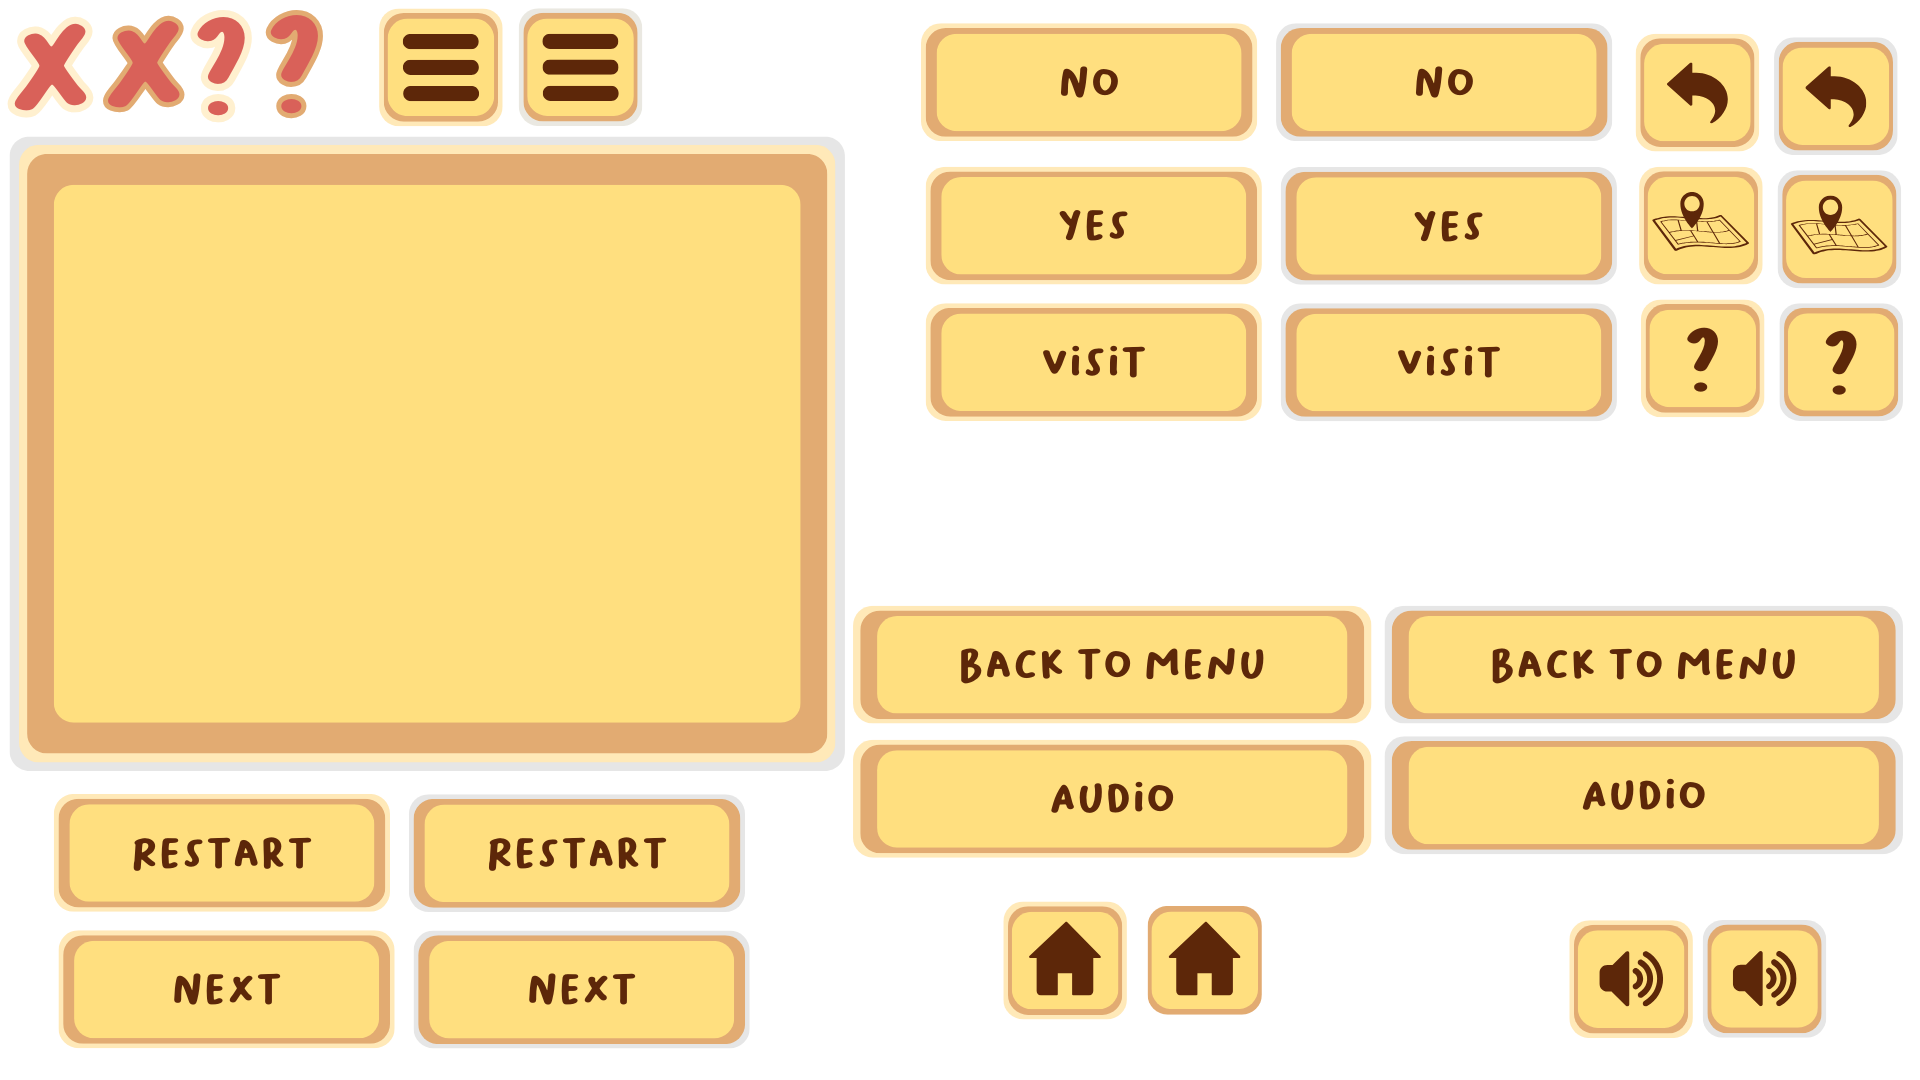 X X ? ?
NO NO
YES YES
VISIT VISIT
? ?
BACK TO MENU BACK TO MENU
AUDIO AUDIO
RESTART RESTART
NEXT NEXT